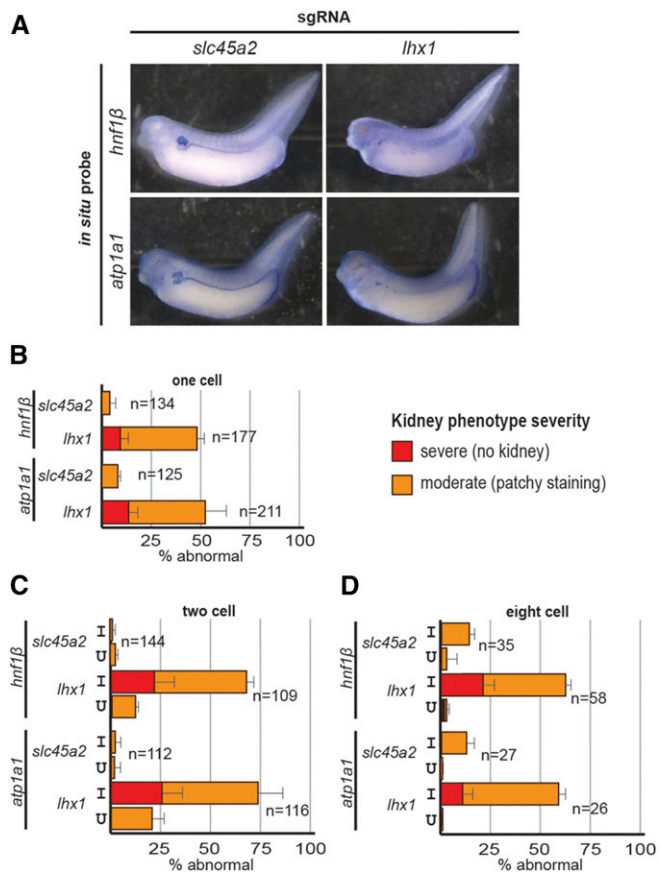 A
sgRNA
slc45a2 lhx1
in situ probe
hnf1β
atp1a1
B
one cell
hnf1β
slc45a2 n=134
lhx1 n=177
atp1a1
slc45a2 n=125
lhx1 n=211
25 50 75 100
% abnormal
Kidney phenotype severity
severe (no kidney)
moderate (patchy staining)
C
two cell
hnf1β
slc45a2 I n=144
U
lhx1 I n=109
U
atp1a1
slc45a2 I n=112
U
lhx1 I n=116
U
25 50 75 100
% abnormal
D
eight cell
hnf1β
slc45a2 I n=35
U
lhx1 I n=58
U
atp1a1
slc45a2 I n=27
U
lhx1 I n=26
U
25 50 75 100
% abnormal